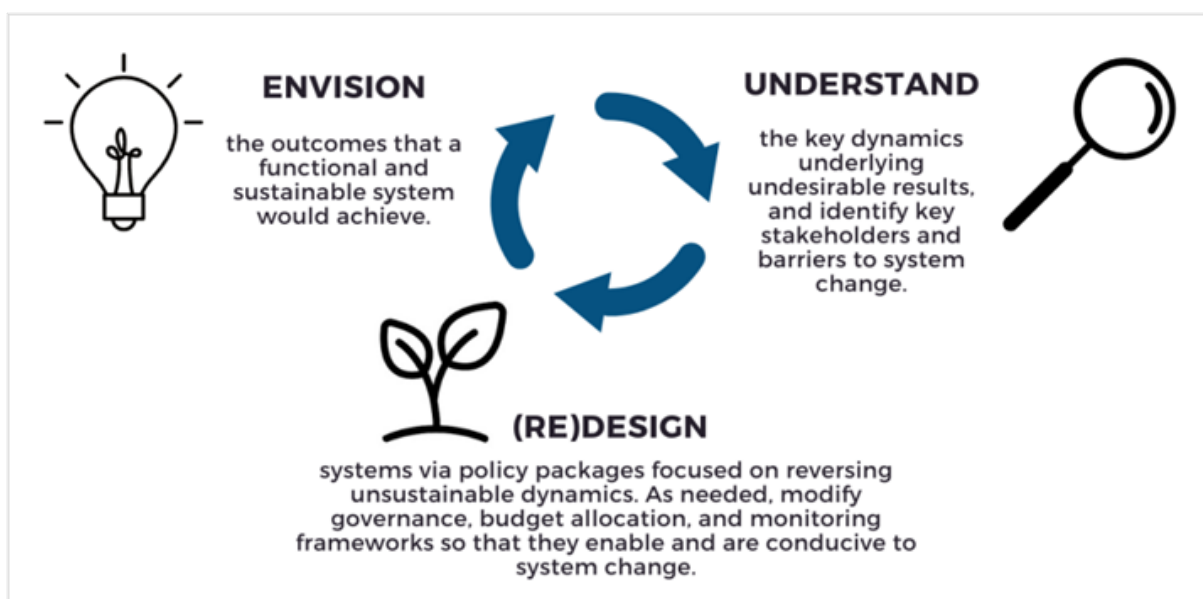 ENVISION
the outcomes that a
functional and
sustainable system
would achieve.
UNDERSTAND
the key dynamics
underlying
undesirable results,
and identify key
stakeholders and
barriers to system
change.
(RE)DESIGN
systems via policy packages focused on reversing
unsustainable dynamics. As needed, modify
governance, budget allocation, and monitoring
frameworks so that they enable and are conducive to
system change.